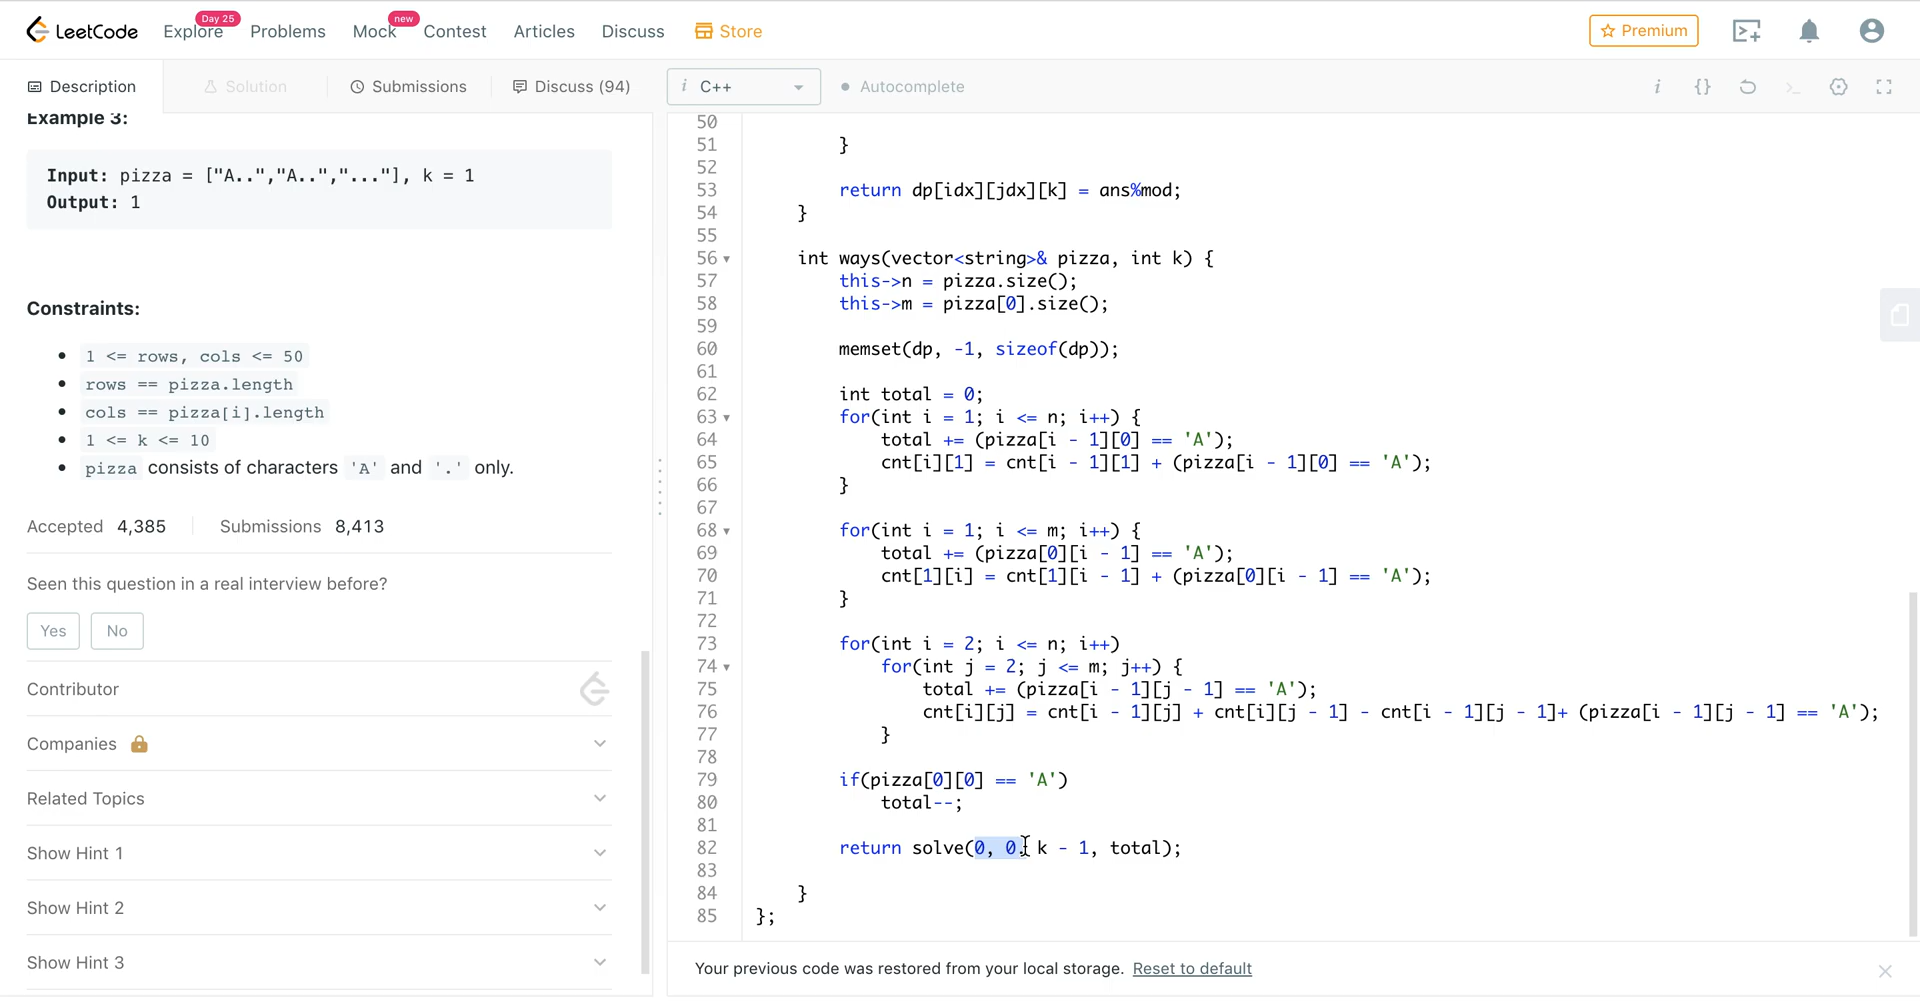 LeetCode Explore Day 25 Problems Mock new Contest Articles Discuss Store Premium
Description Solution Submissions Discuss (94) i C++ Autocomplete i {} >_
Example 3:
Input: pizza = ["A..","A..","..."], k = 1
Output: 1
Constraints:
1 <= rows, cols <= 50
rows == pizza.length
cols == pizza[i].length
1 <= k <= 10
pizza consists of characters 'A' and '.' only.
Accepted 4,385 Submissions 8,413
Seen this question in a real interview before?
Yes No
Contributor
Companies
Related Topics
Show Hint 1
Show Hint 2
Show Hint 3
50
51 }
52
53 return dp[idx][jdx][k] = ans%mod;
54 }
55
56 int ways(vector<string>& pizza, int k) {
57 this->n = pizza.size();
58 this->m = pizza[0].size();
59
60 memset(dp, -1, sizeof(dp));
61
62 int total = 0;
63 for(int i = 1; i <= n; i++) {
64 total += (pizza[i - 1][0] == 'A');
65 cnt[i][1] = cnt[i - 1][1] + (pizza[i - 1][0] == 'A');
66 }
67
68 for(int i = 1; i <= m; i++) {
69 total += (pizza[0][i - 1] == 'A');
70 cnt[1][i] = cnt[1][i - 1] + (pizza[0][i - 1] == 'A');
71 }
72
73 for(int i = 2; i <= n; i++)
74 for(int j = 2; j <= m; j++) {
75 total += (pizza[i - 1][j - 1] == 'A');
76 cnt[i][j] = cnt[i - 1][j] + cnt[i][j - 1] - cnt[i - 1][j - 1]+ (pizza[i - 1][j - 1] == 'A');
77 }
78
79 if(pizza[0][0] == 'A')
80 total--;
81
82 return solve(0, 0, k - 1, total);
83
84 }
85 };
Your previous code was restored from your local storage. Reset to default